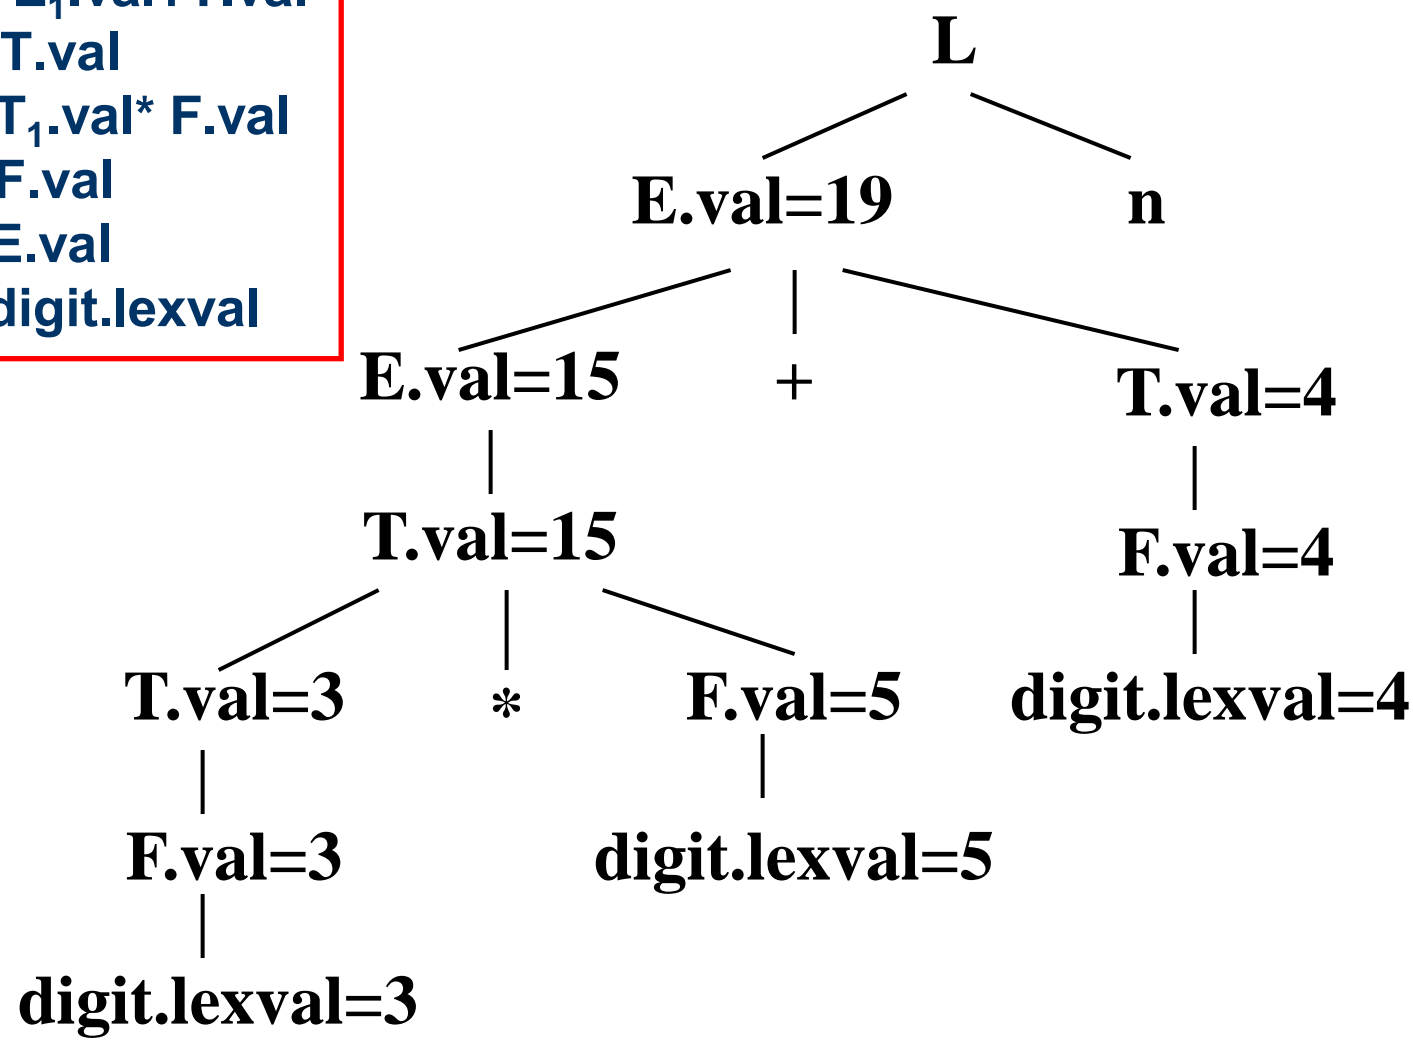 T.val
T₁.val* F.val
F.val
E.val
digit.lexval
L
E.val=19 n
E.val=15 + T.val=4
T.val=15 F.val=4
T.val=3 * F.val=5 digit.lexval=4
F.val=3 digit.lexval=5
digit.lexval=3